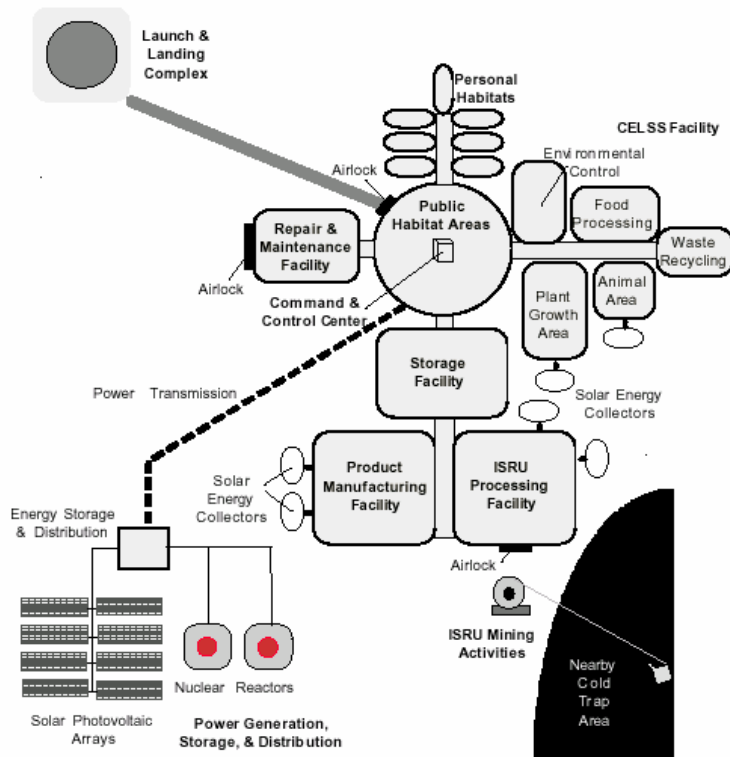 Launch &
Landing
Complex
Personal
Habitats
CELSS Facility
Environmental
Control
Airlock
Public
Habitat Areas
Food
Processing
Repair &
Maintenance
Facility
Waste
Recycling
Airlock
Command &
Control Center
Plant
Growth
Area
Animal
Area
Storage
Facility
Power Transmission
Solar Energy
Collectors
Product
Manufacturing
Facility
ISRU
Processing
Facility
Solar
Energy
Collectors
Energy Storage
& Distribution
Airlock
ISRU Mining
Activities
Nearby
Cold
Trap
Area
Nuclear Reactors
Solar Photovoltaic
Arrays
Power Generation,
Storage, & Distribution